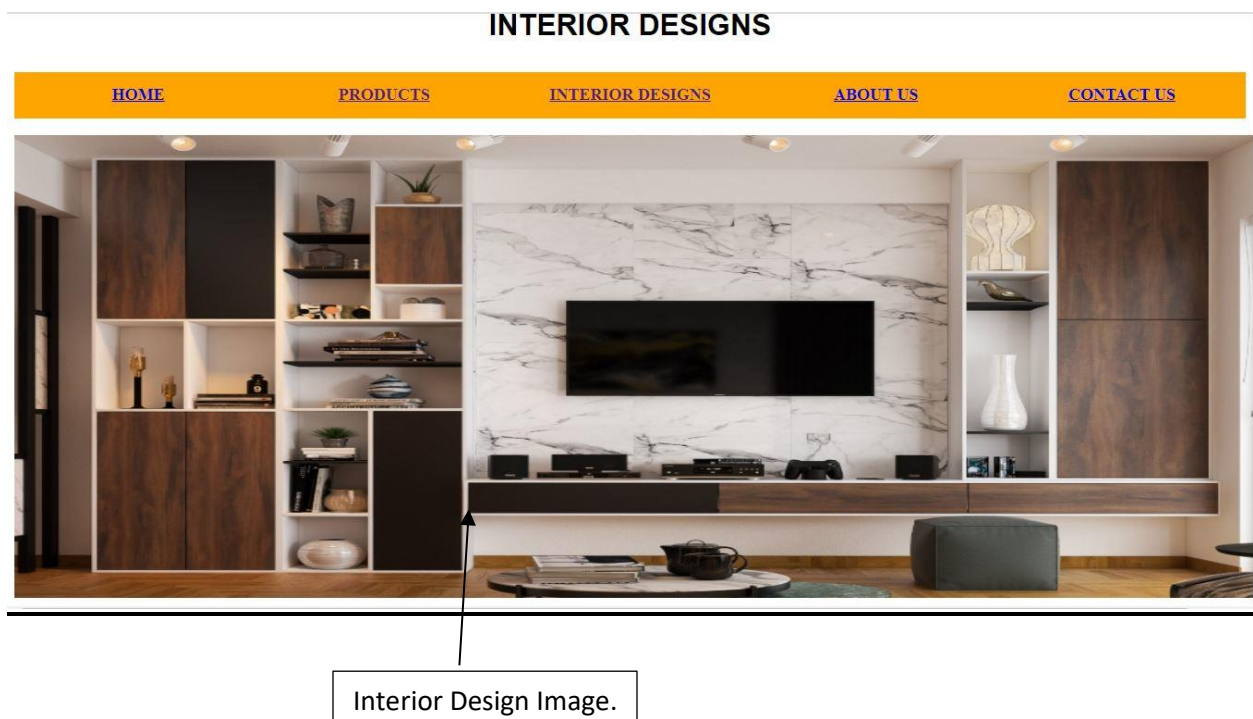 INTERIOR DESIGNS
HOME PRODUCTS INTERIOR DESIGNS ABOUT US CONTACT US
Interior Design Image.